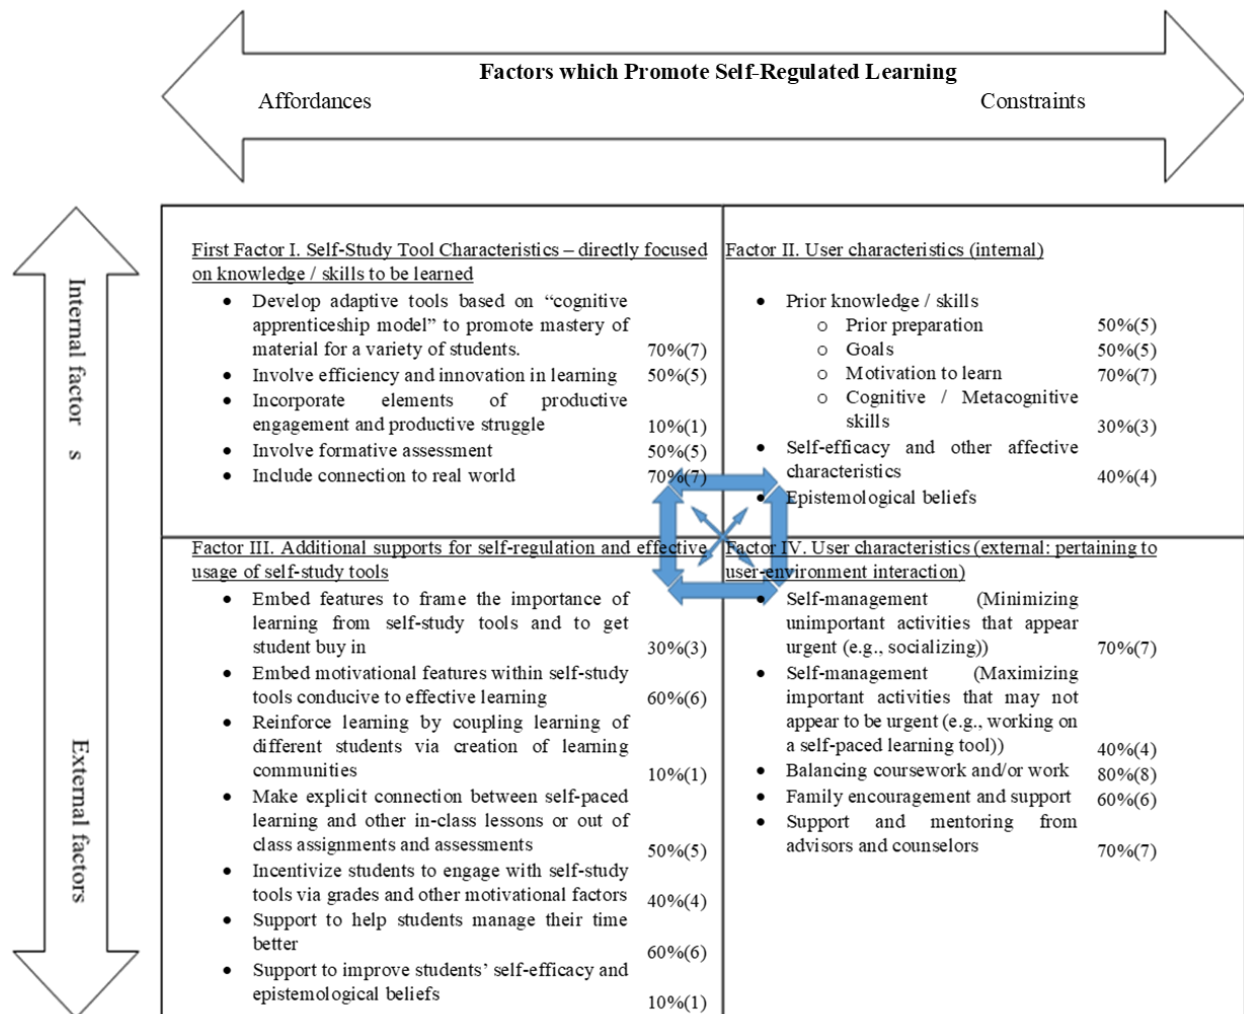 Factors which Promote Self-Regulated Learning
Affordances
Constraints
Internal factor s
External factors
First Factor I. Self-Study Tool Characteristics – directly focused
on knowledge / skills to be learned
• Develop adaptive tools based on “cognitive
apprenticeship model” to promote mastery of
material for a variety of students. 70%(7)
• Involve efficiency and innovation in learning 50%(5)
• Incorporate elements of productive
engagement and productive struggle 10%(1)
• Involve formative assessment 50%(5)
• Include connection to real world 70%(7)
Factor II. User characteristics (internal)
• Prior knowledge / skills
o Prior preparation 50%(5)
o Goals 50%(5)
o Motivation to learn 70%(7)
o Cognitive / Metacognitive
skills 30%(3)
• Self-efficacy and other affective
characteristics 40%(4)
• Epistemological beliefs
Factor III. Additional supports for self-regulation and effective
usage of self-study tools
• Embed features to frame the importance of
learning from self-study tools and to get
student buy in 30%(3)
• Embed motivational features within self-study
tools conducive to effective learning 60%(6)
• Reinforce learning by coupling learning of
different students via creation of learning
communities 10%(1)
• Make explicit connection between self-paced
learning and other in-class lessons or out of
class assignments and assessments 50%(5)
• Incentivize students to engage with self-study
tools via grades and other motivational factors 40%(4)
• Support to help students manage their time
better 60%(6)
• Support to improve students’ self-efficacy and
epistemological beliefs 10%(1)
Factor IV. User characteristics (external: pertaining to
user-environment interaction)
• Self-management (Minimizing
unimportant activities that appear
urgent (e.g., socializing)) 70%(7)
• Self-management (Maximizing
important activities that may not
appear to be urgent (e.g., working on
a self-paced learning tool)) 40%(4)
• Balancing coursework and/or work 80%(8)
• Family encouragement and support 60%(6)
• Support and mentoring from
advisors and counselors 70%(7)